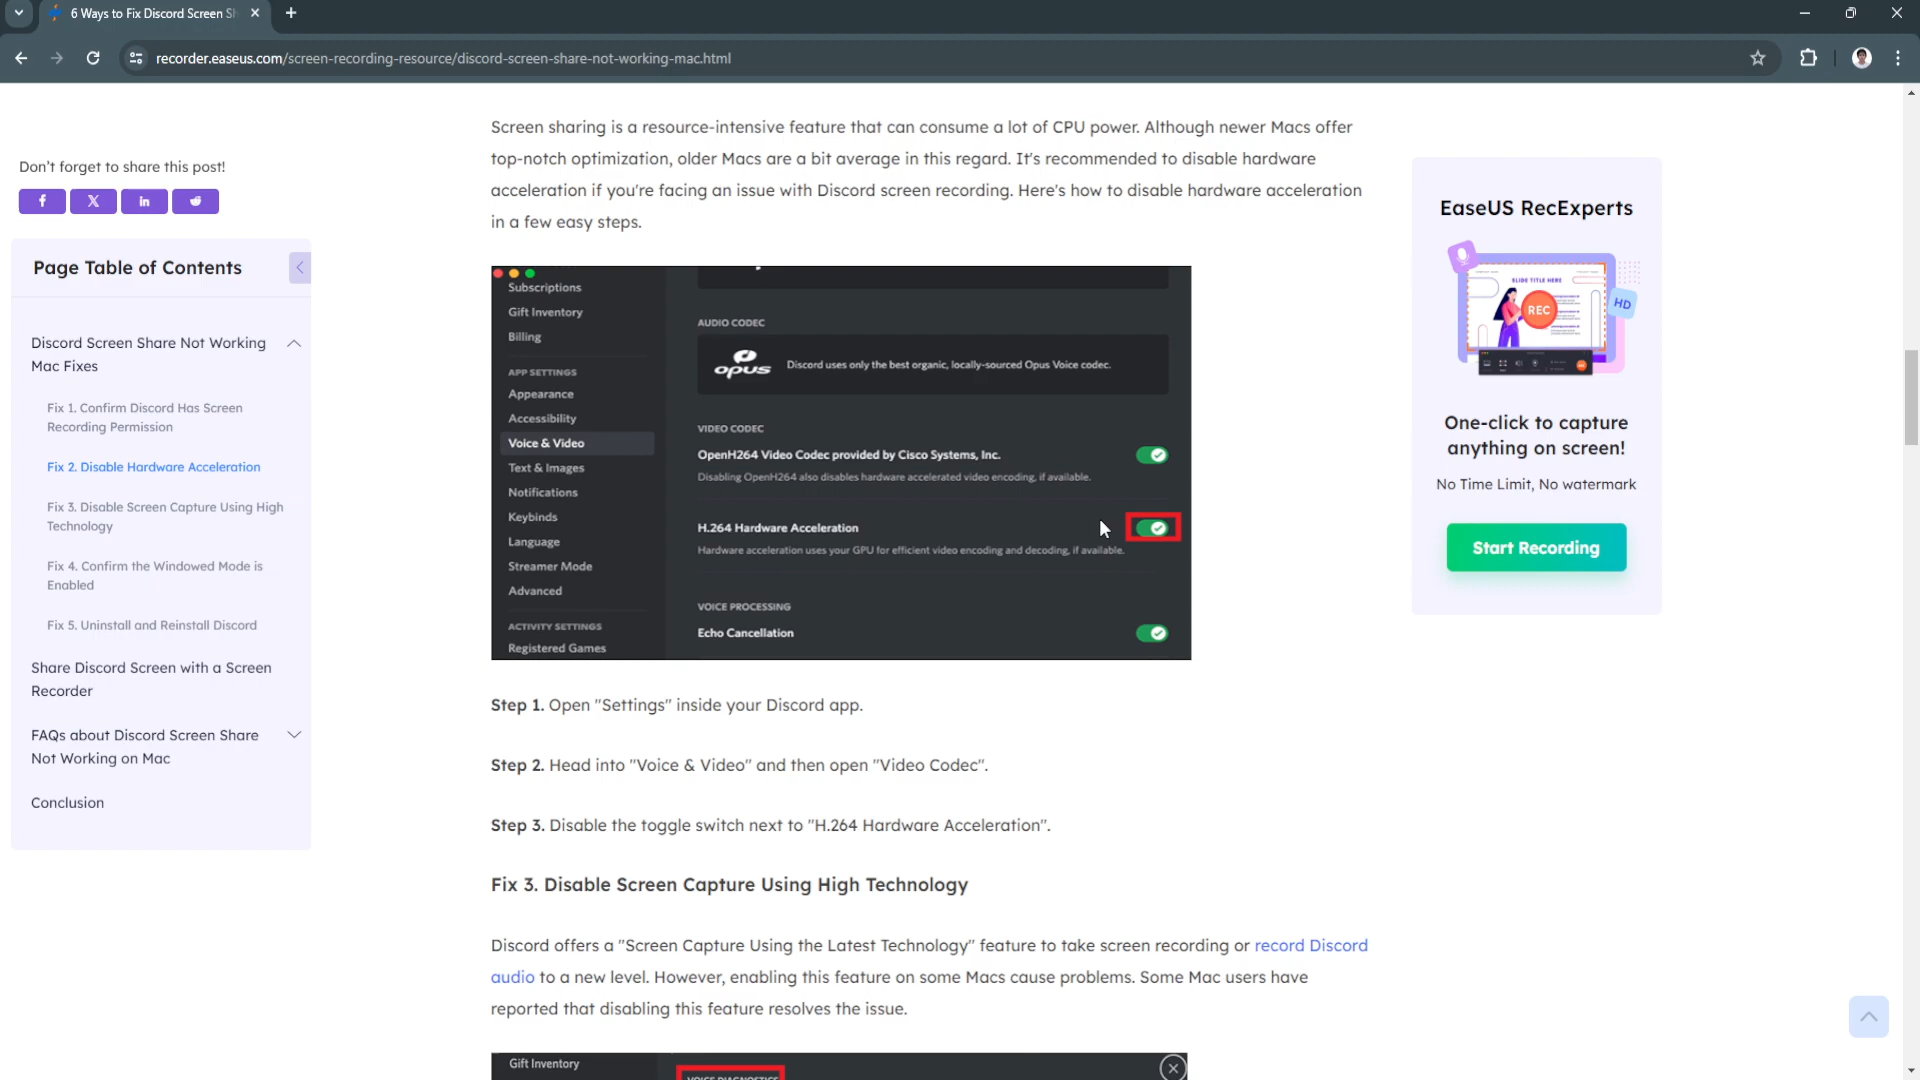 6 Ways to Fix Discord Screen Sh
recorder.easeus.com/screen-recording-resource/discord-screen-share-not-working-mac.html
Don't forget to share this post!
Page Table of Contents
Discord Screen Share Not Working
Mac Fixes
Fix 1. Confirm Discord Has Screen
Recording Permission
Fix 2. Disable Hardware Acceleration
Fix 3. Disable Screen Capture Using High
Technology
Fix 4. Confirm the Windowed Mode is
Enabled
Fix 5. Uninstall and Reinstall Discord
Share Discord Screen with a Screen
Recorder
FAQs about Discord Screen Share
Not Working on Mac
Conclusion
Screen sharing is a resource-intensive feature that can consume a lot of CPU power. Although newer Macs offer
top-notch optimization, older Macs are a bit average in this regard. It's recommended to disable hardware
acceleration if you're facing an issue with Discord screen recording. Here's how to disable hardware acceleration
in a few easy steps.
Subscriptions
Gift Inventory
Billing
APP SETTINGS
Appearance
Accessibility
Voice & Video
Text & Images
Notifications
Keybinds
Language
Streamer Mode
Advanced
ACTIVITY SETTINGS
Registered Games
AUDIO CODEC
opus
Discord uses only the best organic, locally-sourced Opus Voice codec.
VIDEO CODEC
OpenH264 Video Codec provided by Cisco Systems, Inc.
Disabling OpenH264 also disables hardware accelerated video encoding, if available.
H.264 Hardware Acceleration
Hardware acceleration uses your GPU for efficient video encoding and decoding, if available.
VOICE PROCESSING
Echo Cancellation
Step 1. Open "Settings" inside your Discord app.
Step 2. Head into "Voice & Video" and then open "Video Codec".
Step 3. Disable the toggle switch next to "H.264 Hardware Acceleration".
Fix 3. Disable Screen Capture Using High Technology
Discord offers a "Screen Capture Using the Latest Technology" feature to take screen recording or record Discord
audio to a new level. However, enabling this feature on some Macs cause problems. Some Mac users have
reported that disabling this feature resolves the issue.
Gift Inventory
VOICE DIAGNOSTICS
EaseUS RecExperts
SLIDE TITLE HERE
REC
HD
One-click to capture
anything on screen!
No Time Limit, No watermark
Start Recording